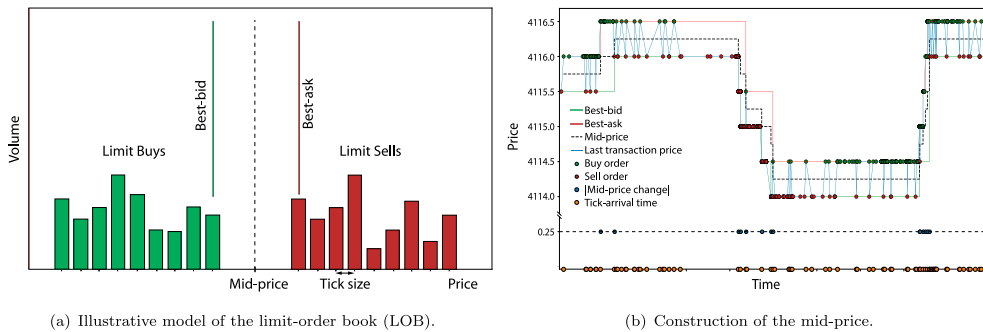 Volume
Best-bid
Best-ask
Limit Buys
Limit Sells
Mid-price
Tick size
Price
(a) Illustrative model of the limit-order book (LOB).
Price
4116.5
4116.0
4115.5
4115.0
4114.5
4114.0
0.25
Best-bid
Best-ask
Mid-price
Last transaction price
Buy order
Sell order
|Mid-price change|
Tick-arrival time
Time
(b) Construction of the mid-price.